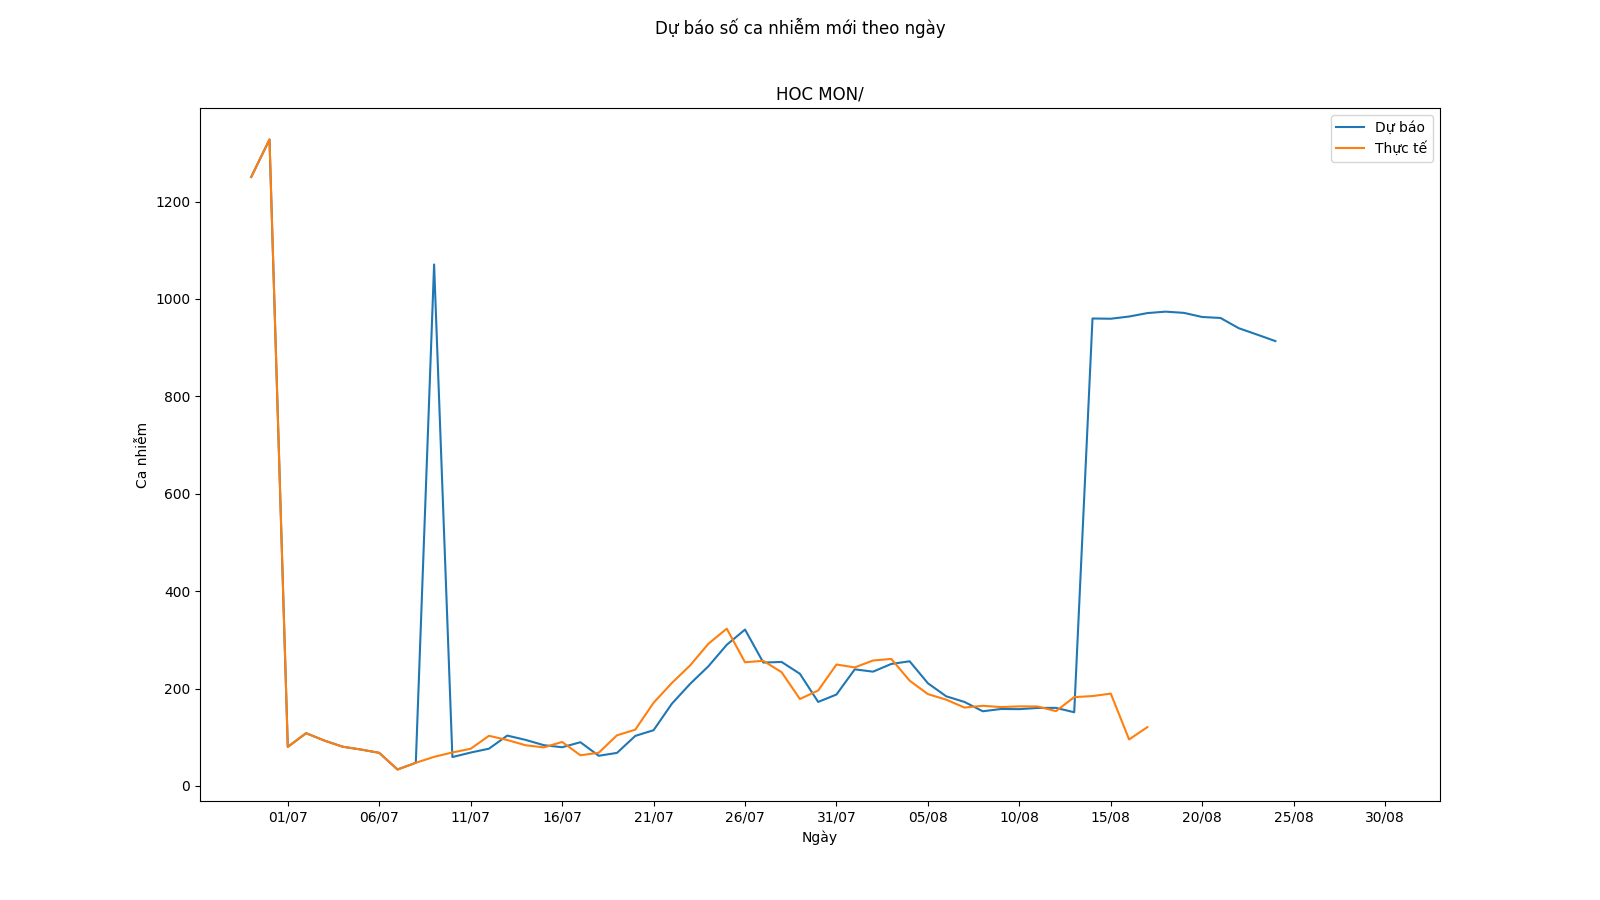 Dự báo số ca nhiễm mới theo ngày
HOC MON/
Dự báo
Thực tế
1200
1000
800
600
400
200
0
Ca nhiễm
01/07 06/07 11/07 16/07 21/07 26/07 31/07 05/08 10/08 15/08 20/08 25/08 30/08
Ngày